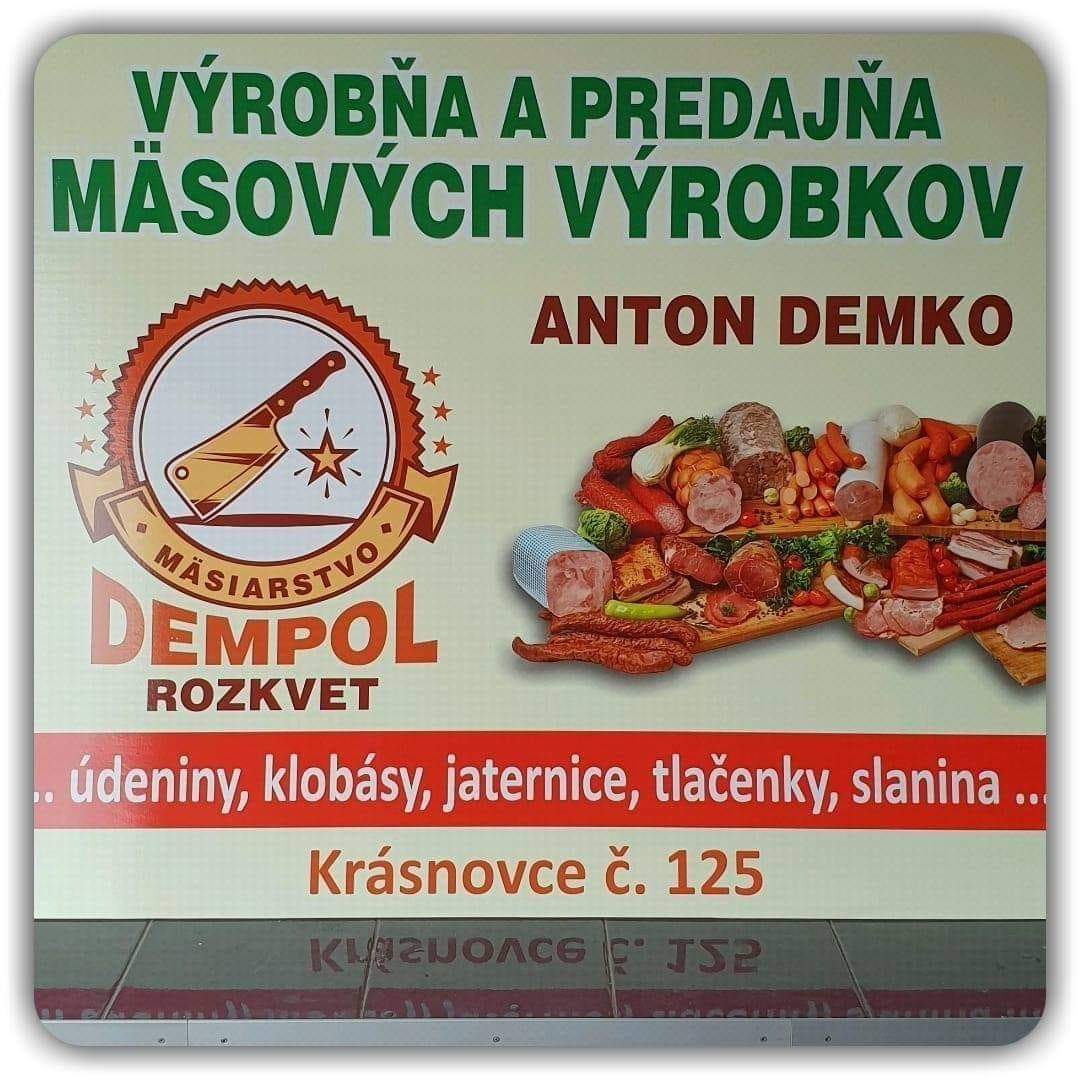 VÝROBŇA A PREDAJŇA
MÄSOVÝCH VÝROBKOV
ANTON DEMKO
MÄSIARSTVO
DEMPOL
ROZKVET
.. údeniny, klobásy, jaternice, tlačenky, slanina ...
Krásnovce č. 125